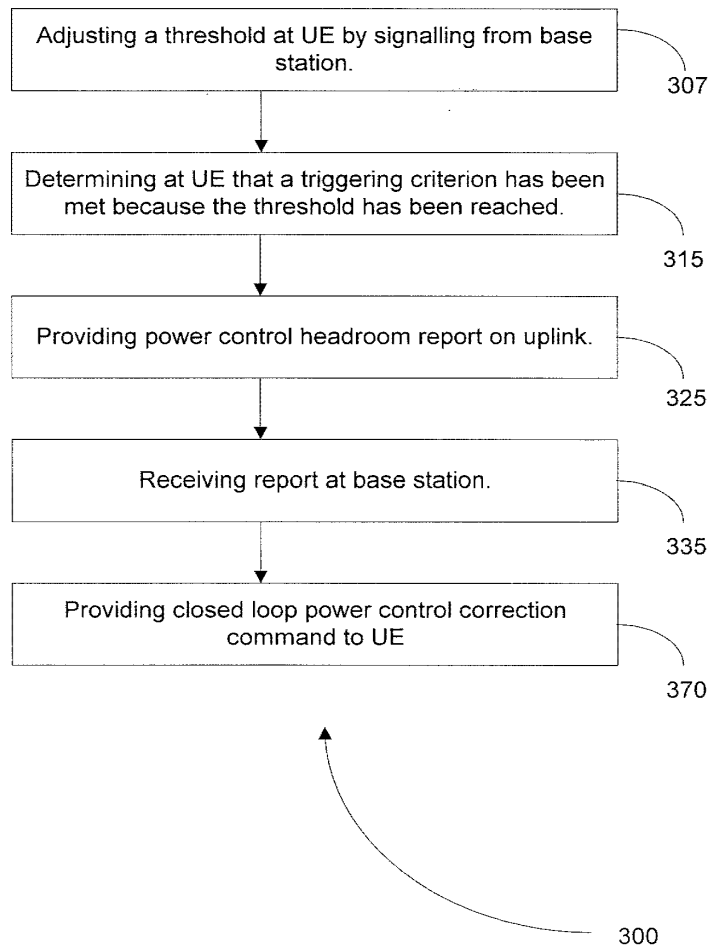 Adjusting a threshold at UE by signalling from base
station.
307
Determining at UE that a triggering criterion has been
met because the threshold has been reached.
315
Providing power control headroom report on uplink.
325
Receiving report at base station.
335
Providing closed loop power control correction
command to UE
370
300